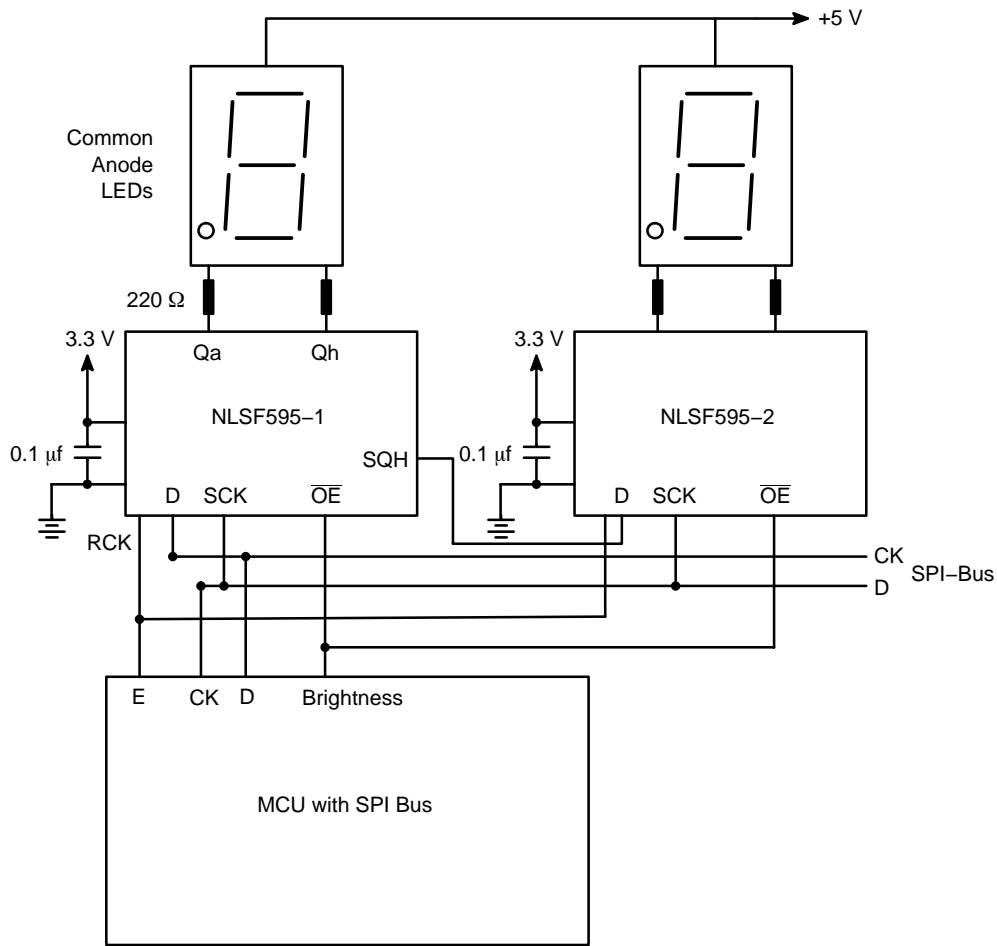 +5 V
Common
Anode
LEDs
220 Ω
3.3 V
Qa
Qh
3.3 V
NLSF595−1
NLSF595−2
0.1 μf
SQH
0.1 μf
D
SCK
OE
D
SCK
OE
RCK
CK
SPI−Bus
D
E
CK
D
Brightness
MCU with SPI Bus